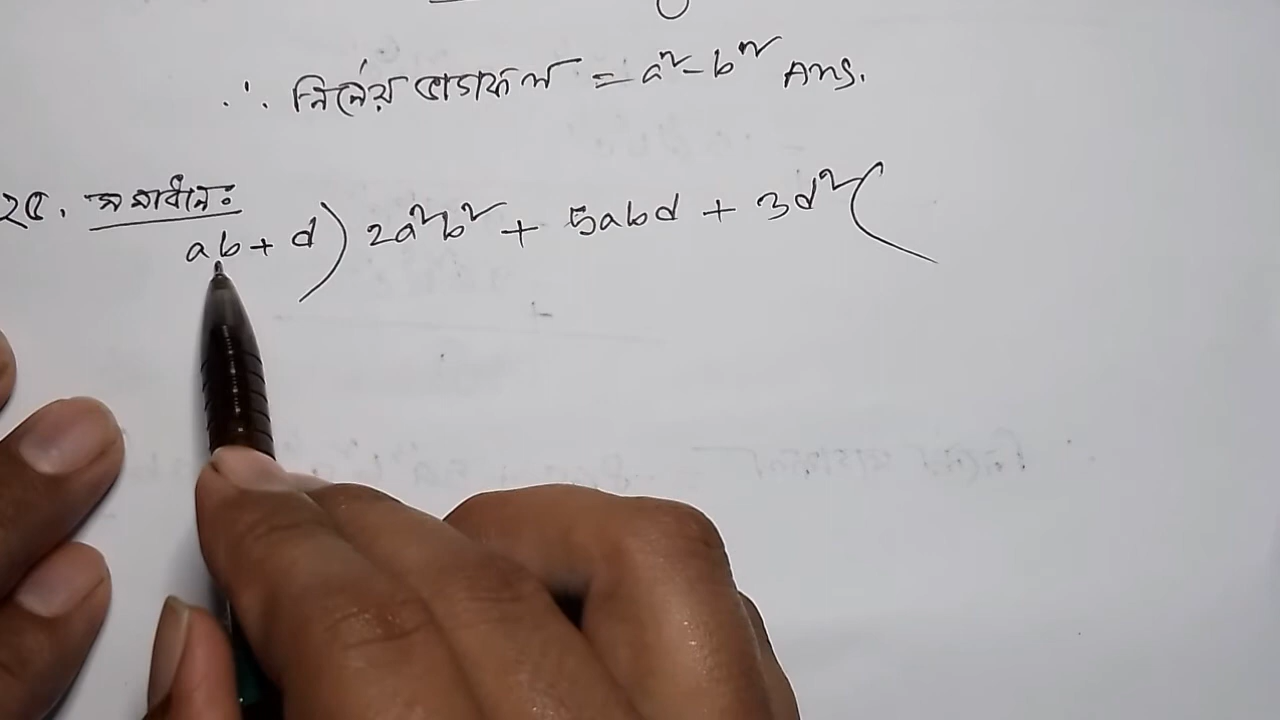 ∴ নির্ণেয় ভাগফল = a² - b² Ans.
২৫. সমাধান:
ab + d ) 2a²b² + 5abd + 3d² (